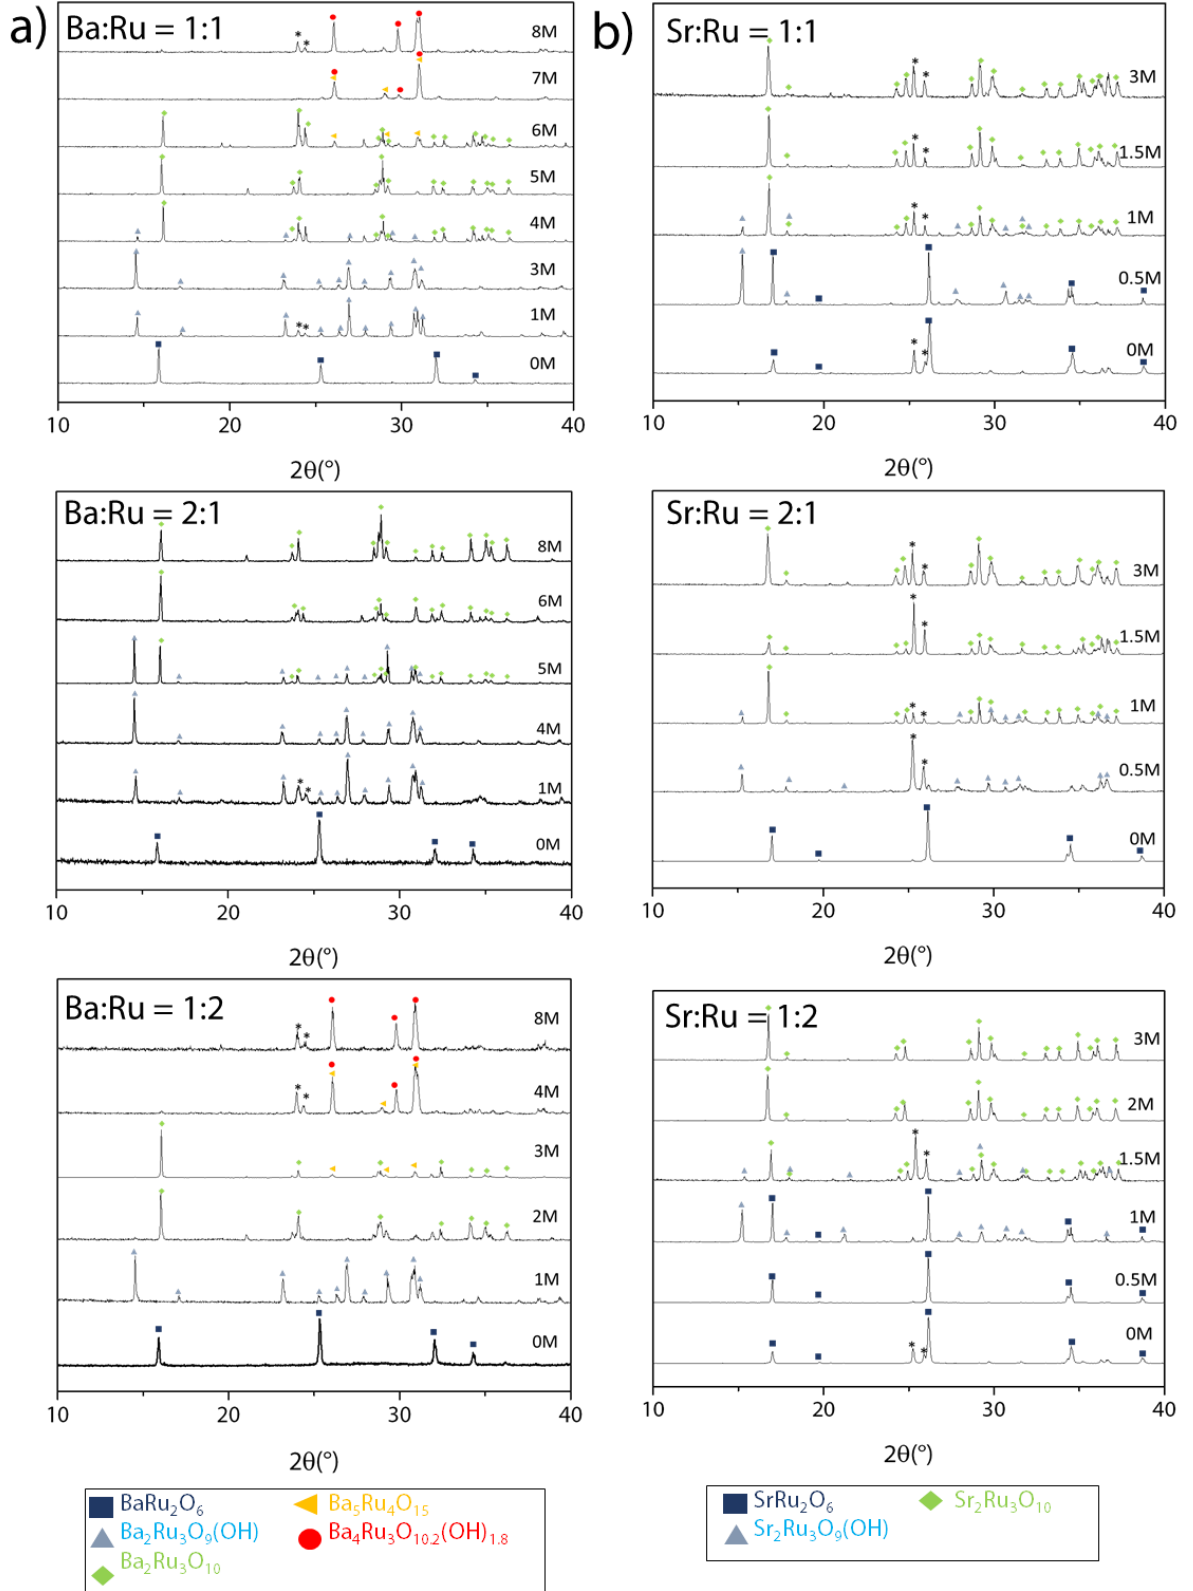 a)
Ba:Ru = 1:1
8M
7M
6M
5M
4M
3M
1M
0M
10 20 30 40
2θ(°)
Ba:Ru = 2:1
8M
6M
5M
4M
1M
0M
10 20 30 40
2θ(°)
Ba:Ru = 1:2
8M
4M
3M
2M
1M
0M
10 20 30 40
2θ(°)
BaRu₂O₆
Ba₂Ru₃O₉(OH)
Ba₂Ru₃O₁₀
Ba₅Ru₄O₁₅
Ba₄Ru₃O₁₀.₂(OH)₁.₈
b)
Sr:Ru = 1:1
3M
1.5M
1M
0.5M
0M
10 20 30 40
2θ(°)
Sr:Ru = 2:1
3M
1.5M
1M
0.5M
0M
10 20 30 40
2θ(°)
Sr:Ru = 1:2
3M
2M
1.5M
1M
0.5M
0M
10 20 30 40
2θ(°)
SrRu₂O₆
Sr₂Ru₃O₉(OH)
Sr₂Ru₃O₁₀